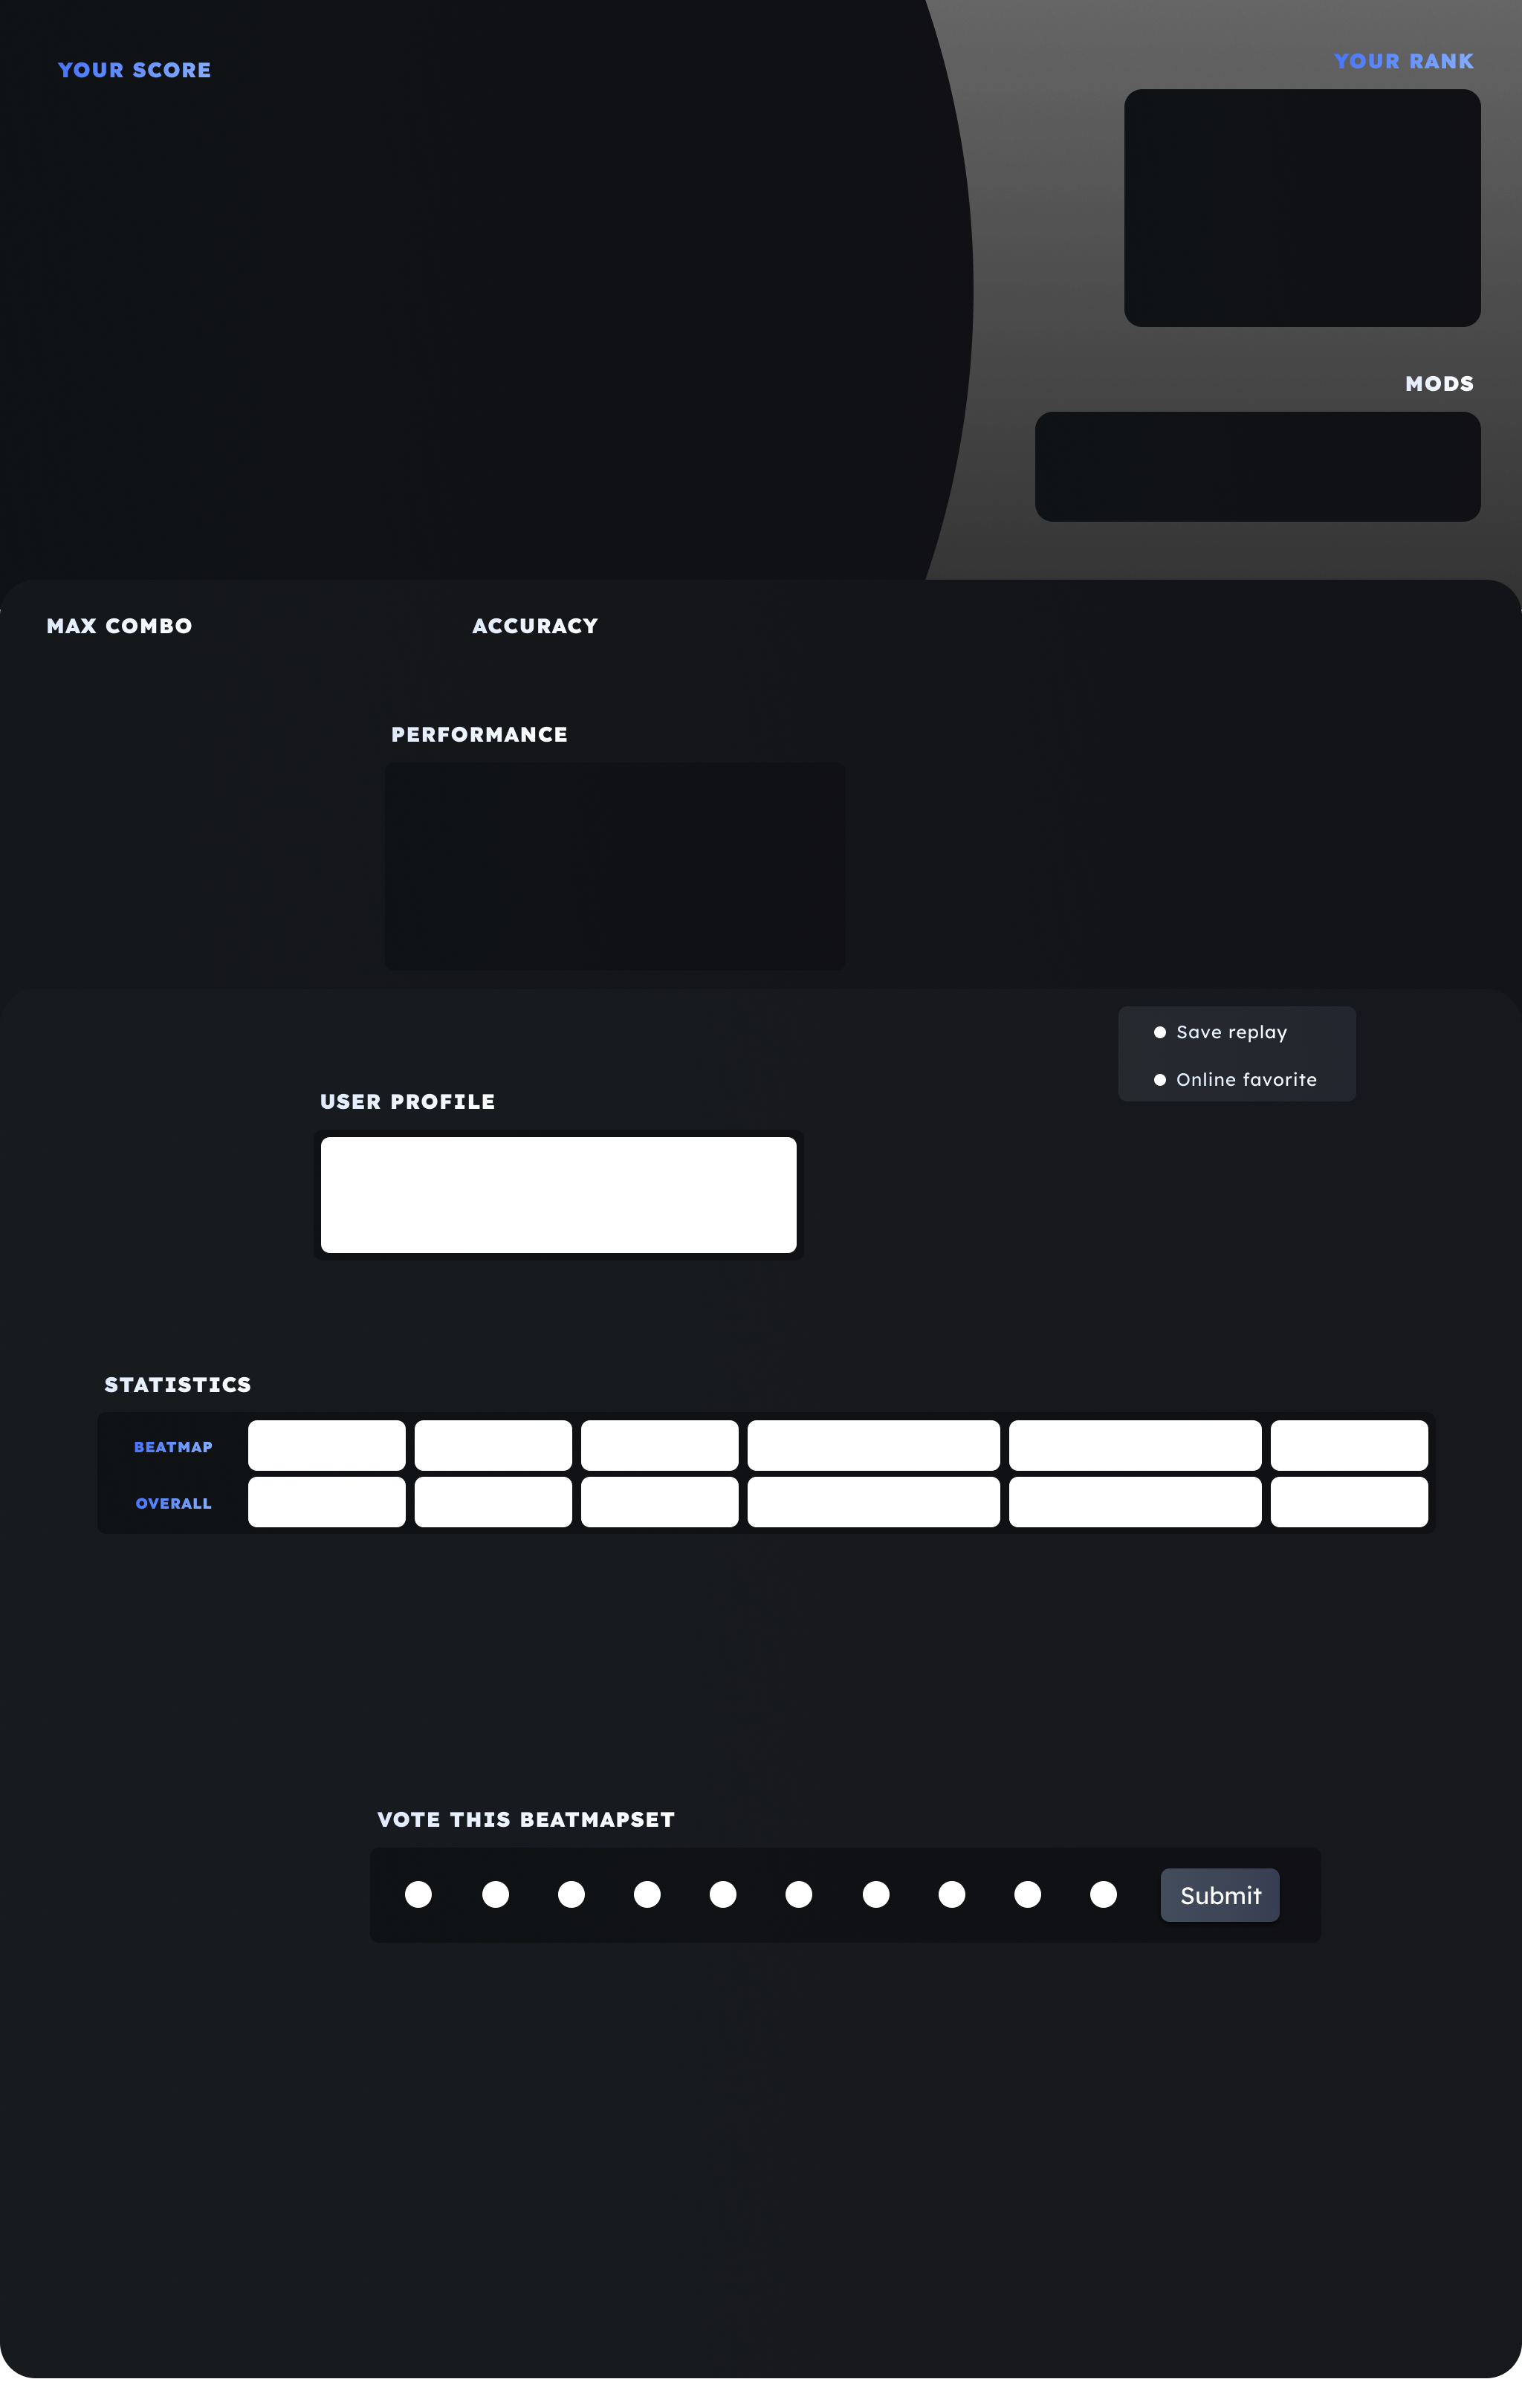 YOUR SCORE
YOUR RANK
MODS
MAX COMBO
ACCURACY
PERFORMANCE
Save replay
Online favorite
USER PROFILE
STATISTICS
BEATMAP
OVERALL
VOTE THIS BEATMAPSET
Submit